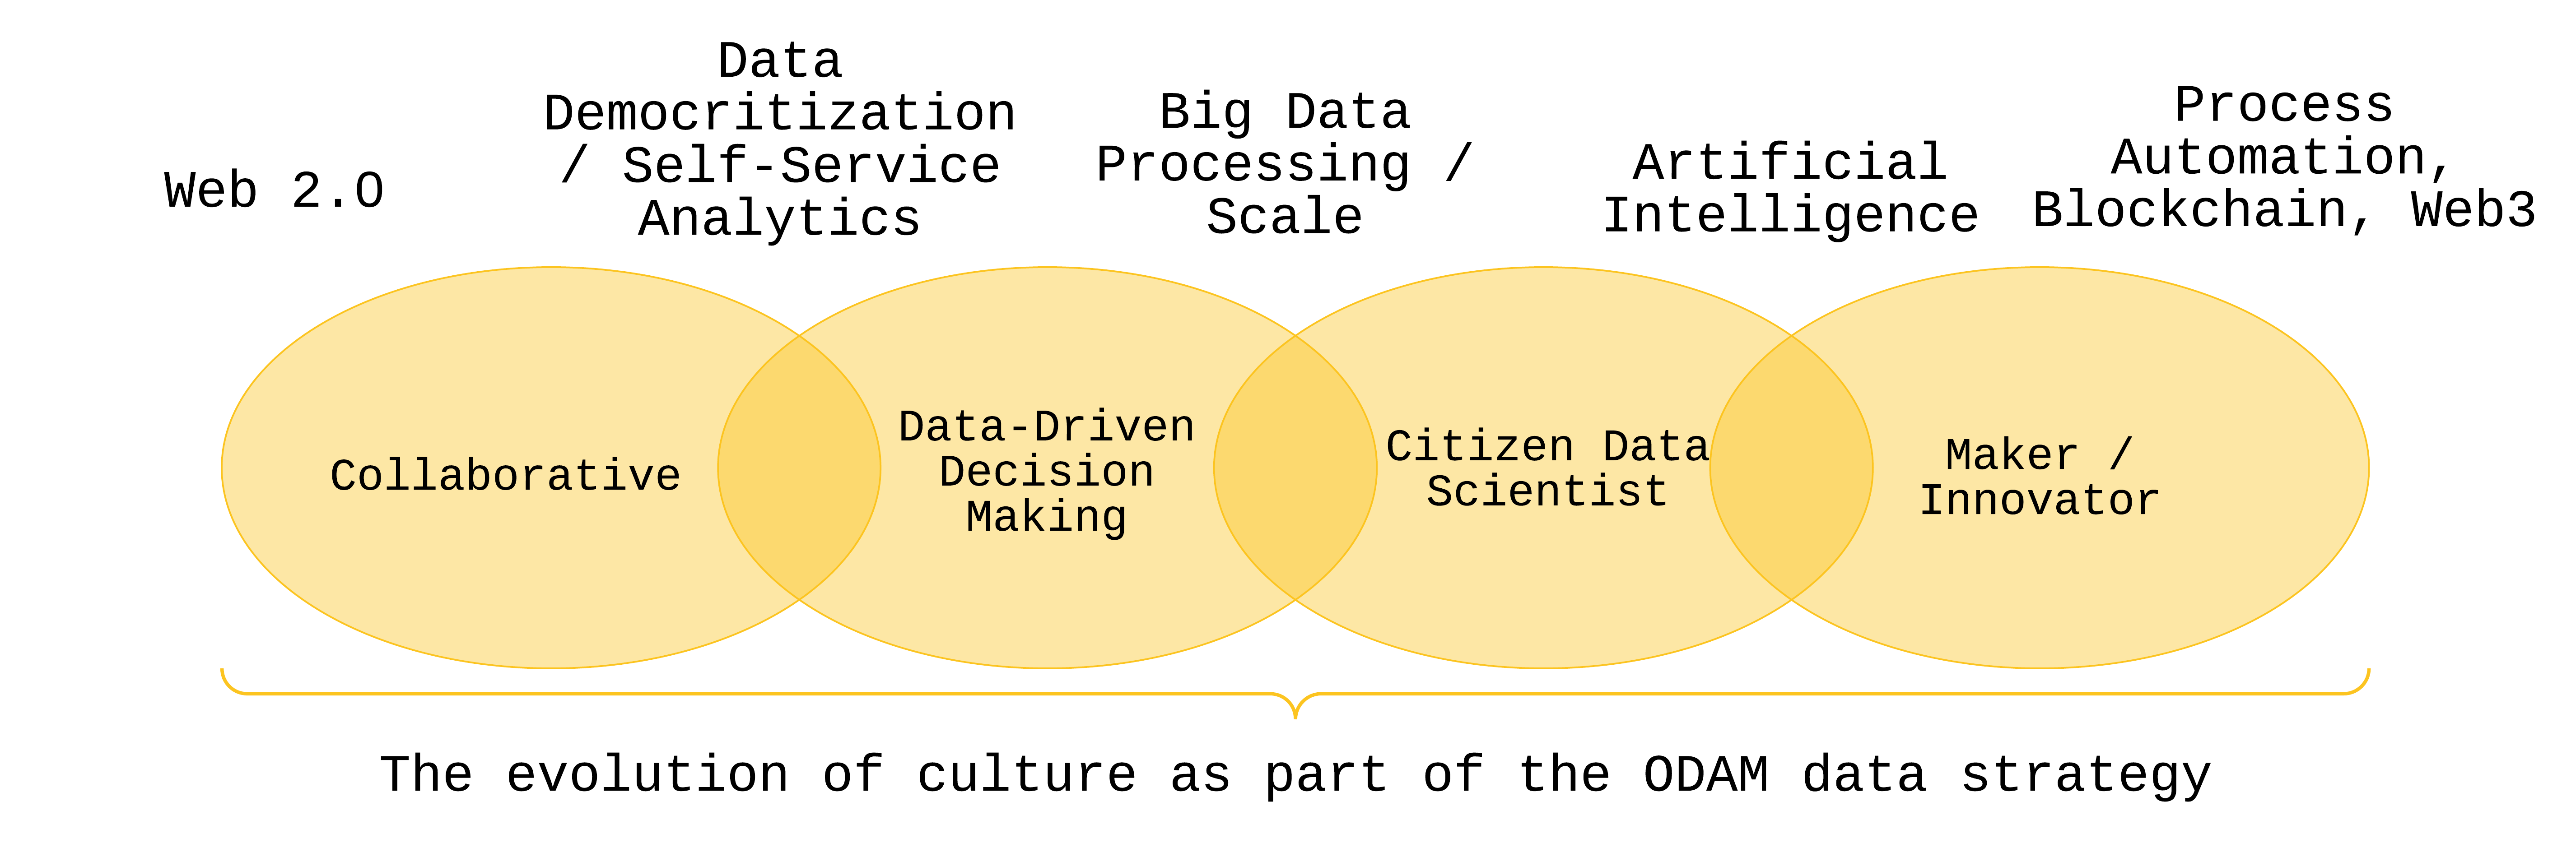 Web 2.0
Data
Democritization
/ Self-Service
Analytics
Big Data
Processing /
Scale
Artificial
Intelligence
Process
Automation,
Blockchain, Web3
Collaborative
Data-Driven
Decision
Making
Citizen Data
Scientist
Maker /
Innovator
The evolution of culture as part of the ODAM data strategy